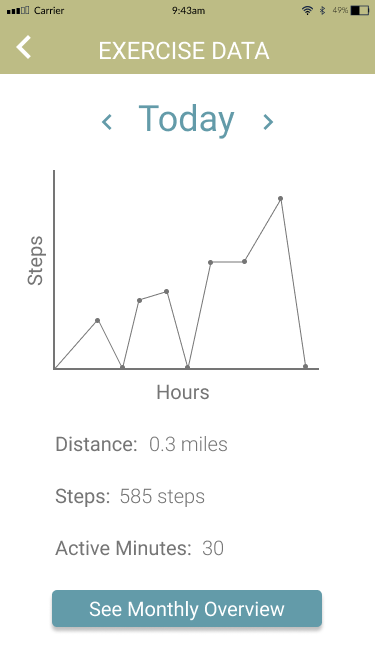 Carrier 9:43am 49%
EXERCISE DATA
Today
Steps
Hours
Distance: 0.3 miles
Steps: 585 steps
Active Minutes: 30
See Monthly Overview